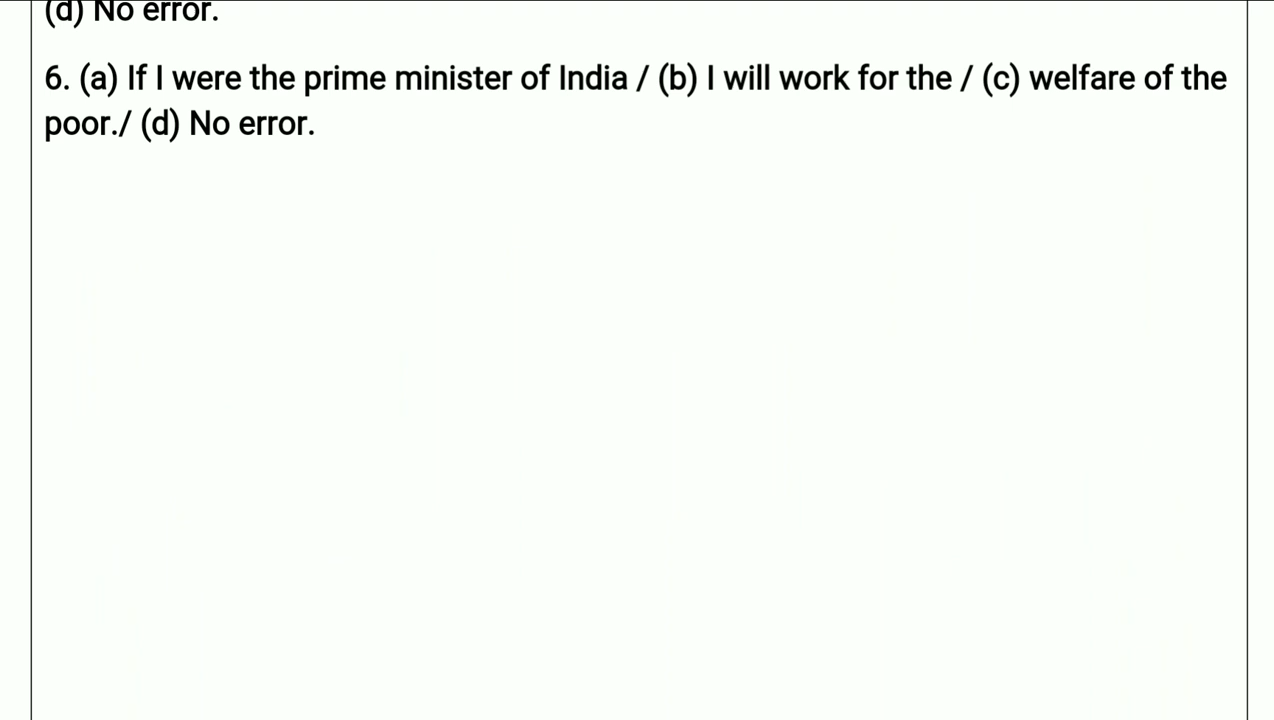 (d) No error.
6. (a) If I were the prime minister of India / (b) I will work for the / (c) welfare of the
poor./ (d) No error.